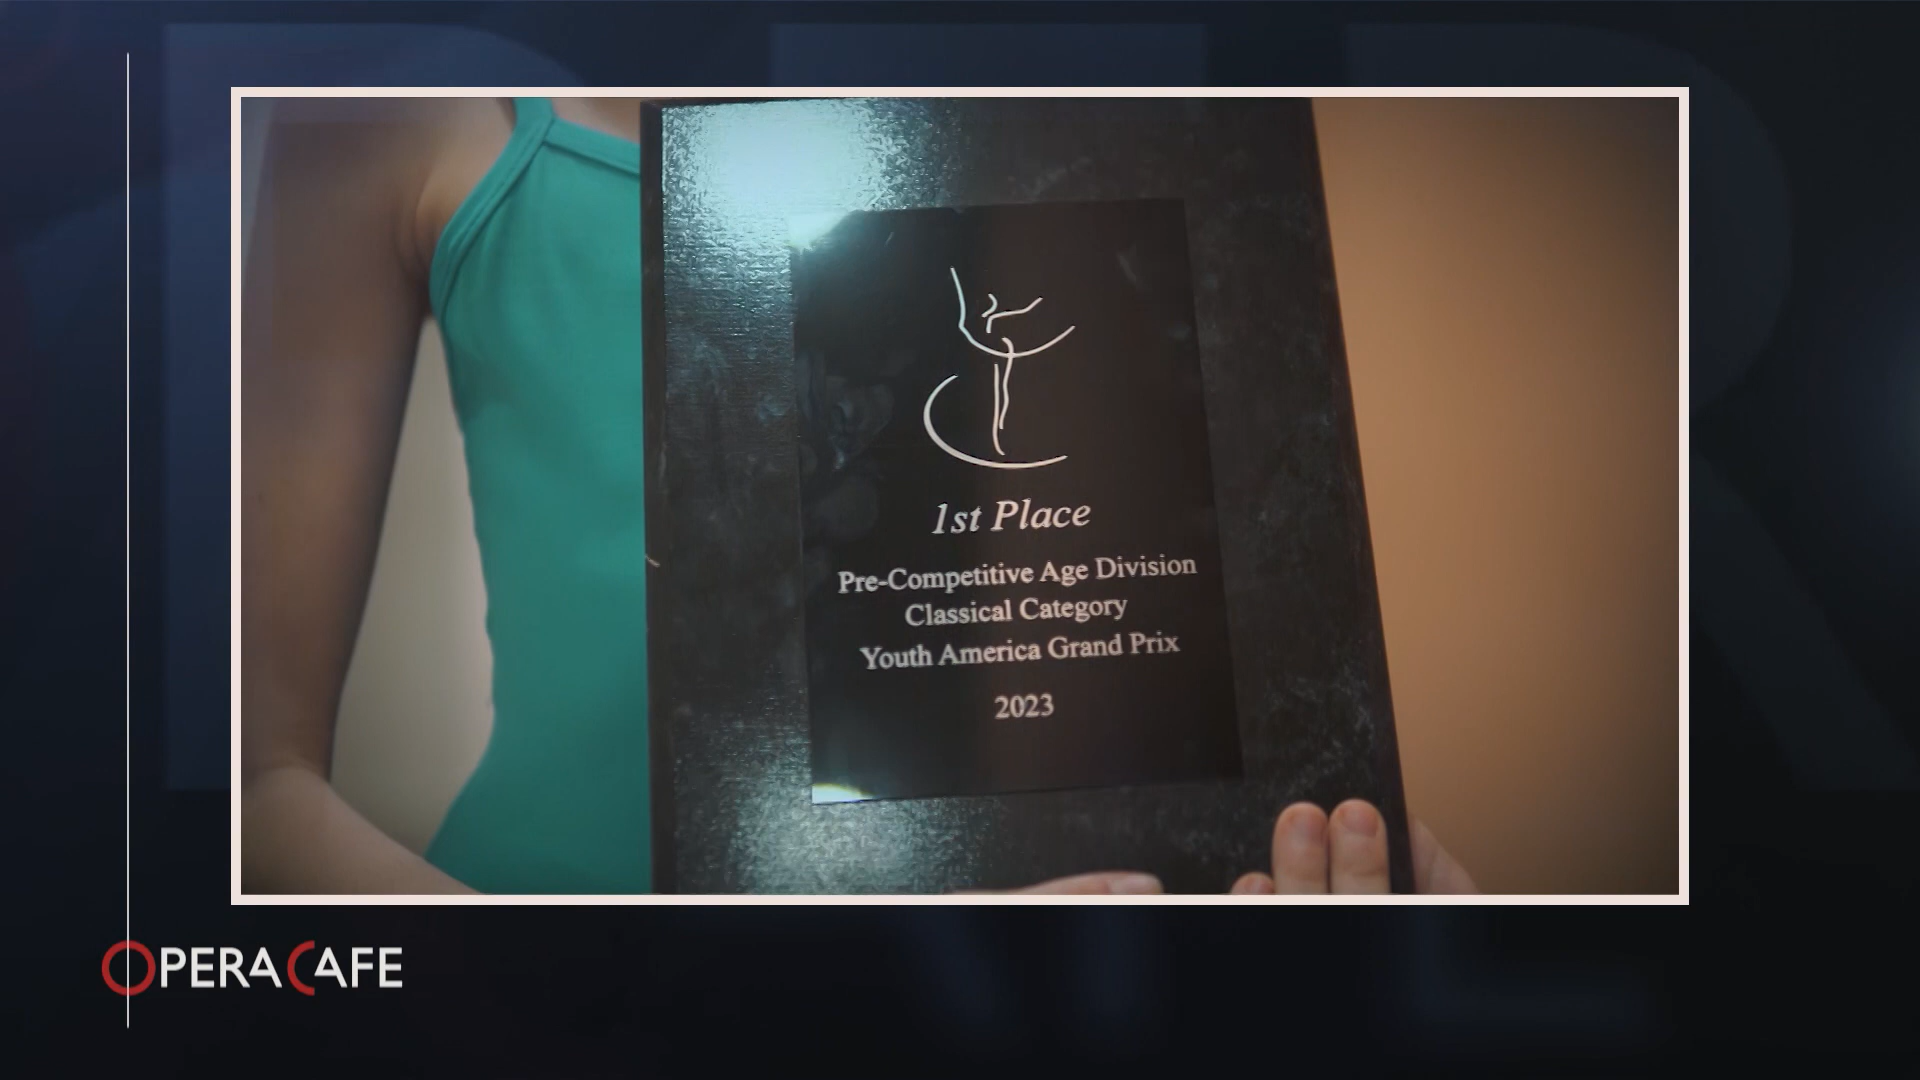 1st Place
Pre-Competitive Age Division
Classical Category
Youth America Grand Prix
2023
OPERACAFE